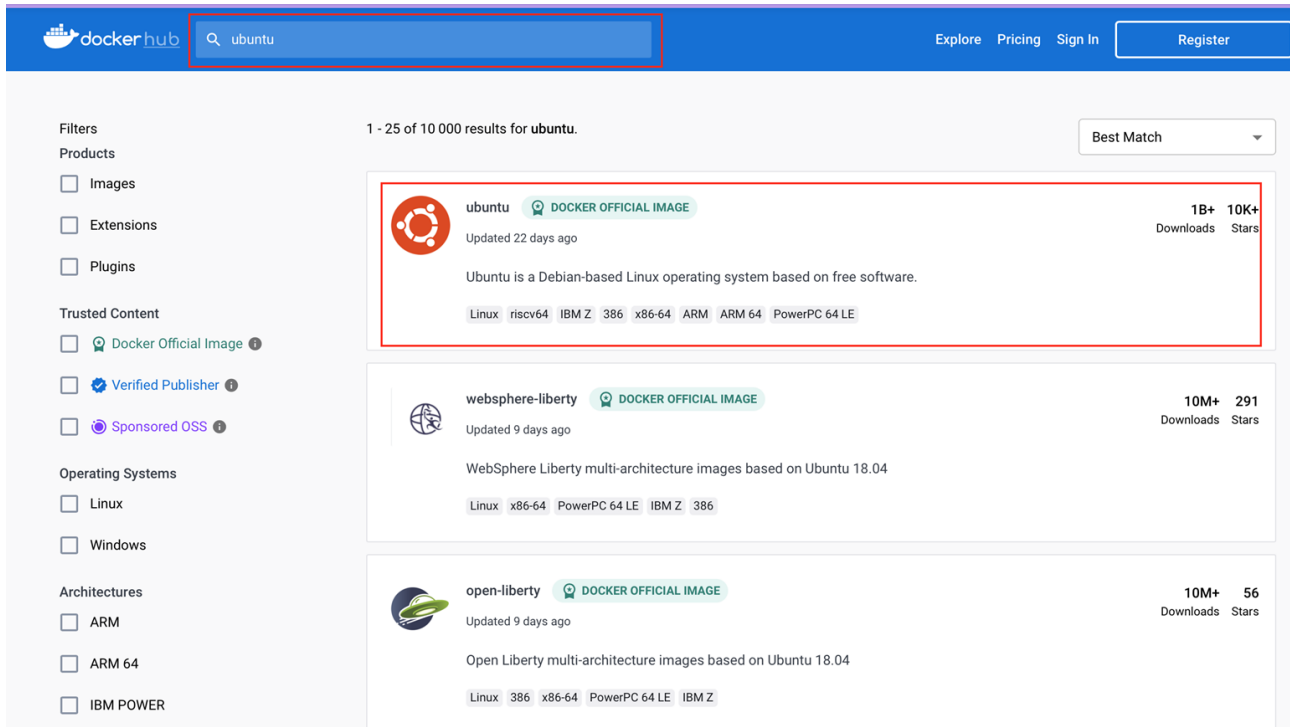 dockerhub
ubuntu
Explore Pricing Sign In Register
Filters
Products
Images
Extensions
Plugins
Trusted Content
Docker Official Image
Verified Publisher
Sponsored OSS
Operating Systems
Linux
Windows
Architectures
ARM
ARM 64
IBM POWER
1 - 25 of 10 000 results for ubuntu.
Best Match
ubuntu DOCKER OFFICIAL IMAGE
1B+ 10K+
Updated 22 days ago
Downloads Stars
Ubuntu is a Debian-based Linux operating system based on free software.
Linux riscv64 IBM Z 386 x86-64 ARM ARM 64 PowerPC 64 LE
websphere-liberty DOCKER OFFICIAL IMAGE
10M+ 291
Updated 9 days ago
Downloads Stars
WebSphere Liberty multi-architecture images based on Ubuntu 18.04
Linux x86-64 PowerPC 64 LE IBM Z 386
open-liberty DOCKER OFFICIAL IMAGE
10M+ 56
Updated 9 days ago
Downloads Stars
Open Liberty multi-architecture images based on Ubuntu 18.04
Linux 386 x86-64 PowerPC 64 LE IBM Z